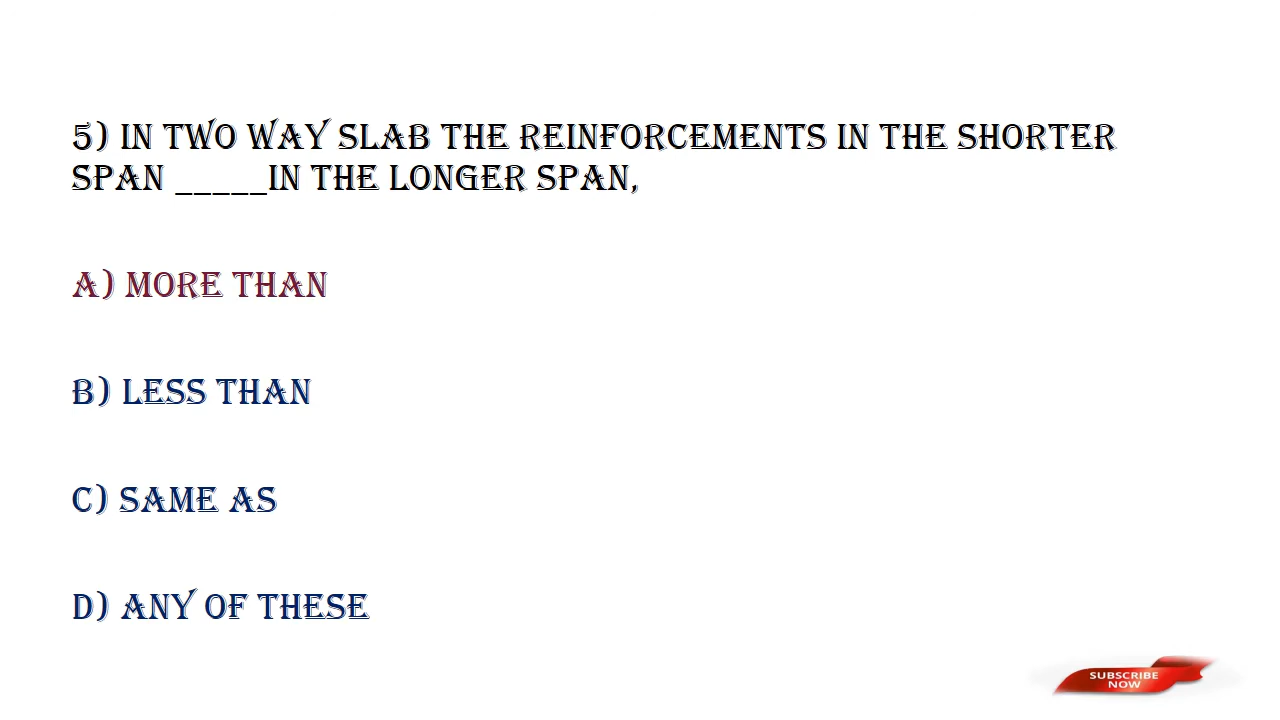 5) IN TWO WAY SLAB THE REINFORCEMENTS IN THE SHORTER
SPAN _____IN THE LONGER SPAN,
A) MORE THAN
B) LESS THAN
C) SAME AS
D) ANY OF THESE
SUBSCRIBE
NOW